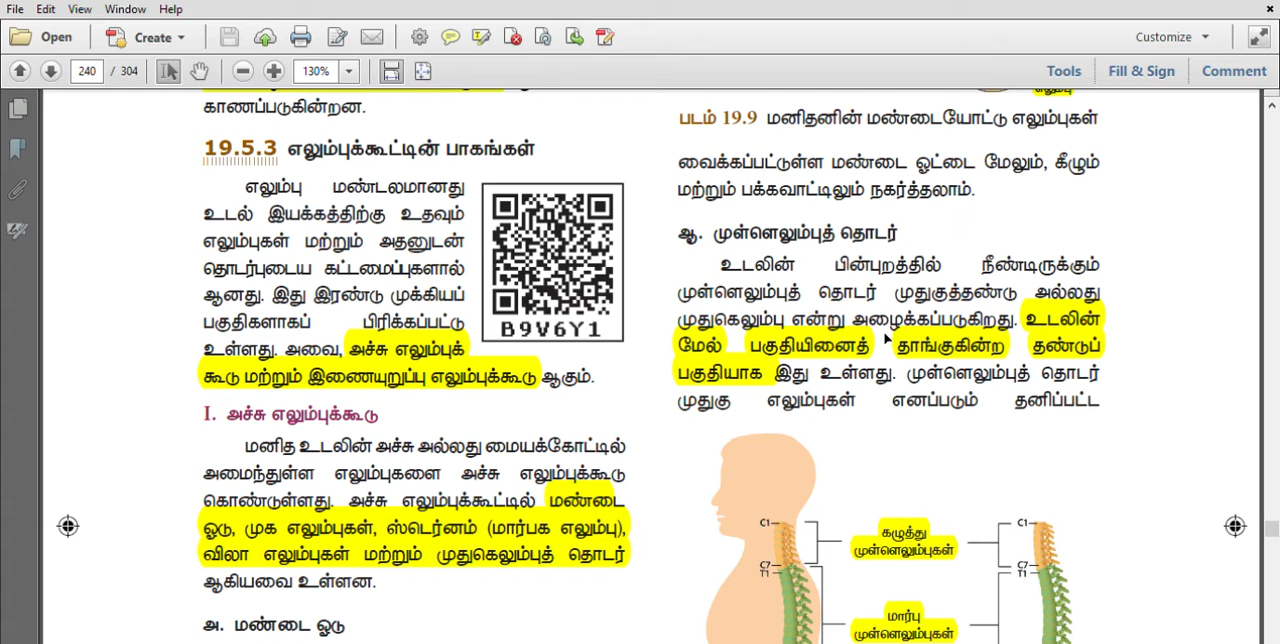 File Edit View Window Help
Open Create Customize
240 / 304 130% Tools Fill & Sign Comment
காணப்படுகின்றன.
19.5.3 எலும்புக்கூட்டின் பாகங்கள்
எலும்பு மண்டலமானது
உடல் இயக்கத்திற்கு உதவும்
எலும்புகள் மற்றும் அதனுடன்
தொடர்புடைய கட்டமைப்புகளால்
ஆனது. இது இரண்டு முக்கியப்
பகுதிகளாகப் பிரிக்கப்பட்டு
உள்ளது. அவை, அச்சு எலும்புக்
கூடு மற்றும் இணையுறுப்பு எலும்புக்கூடு ஆகும்.
B9V6Y1
I. அச்சு எலும்புக்கூடு
மனித உடலின் அச்சு அல்லது மையக்கோட்டில்
அமைந்துள்ள எலும்புகளை அச்சு எலும்புக்கூடு
கொண்டுள்ளது. அச்சு எலும்புக்கூட்டில் மண்டை
ஓடு, முக எலும்புகள், ஸ்டெர்னம் (மார்பக எலும்பு),
விலா எலும்புகள் மற்றும் முதுகெலும்புத் தொடர்
ஆகியவை உள்ளன.
அ. மண்டை ஓடு
எலும்பு
படம் 19.9 மனிதனின் மண்டையோட்டு எலும்புகள்
வைக்கப்பட்டுள்ள மண்டை ஓட்டை மேலும், கீழும்
மற்றும் பக்கவாட்டிலும் நகர்த்தலாம்.
ஆ. முள்ளெலும்புத் தொடர்
உடலின் பின்புறத்தில் நீண்டிருக்கும்
முள்ளெலும்புத் தொடர் முதுகுத்தண்டு அல்லது
முதுகெலும்பு என்று அழைக்கப்படுகிறது. உடலின்
மேல் பகுதியினைத் தாங்குகின்ற தண்டுப்
பகுதியாக இது உள்ளது. முள்ளெலும்புத் தொடர்
முதுகு எலும்புகள் எனப்படும் தனிப்பட்ட
C1 கழுத்து C1
முள்ளெலும்புகள்
C7 C7
T1 T1
மார்பு
முள்ளெலும்புகள்